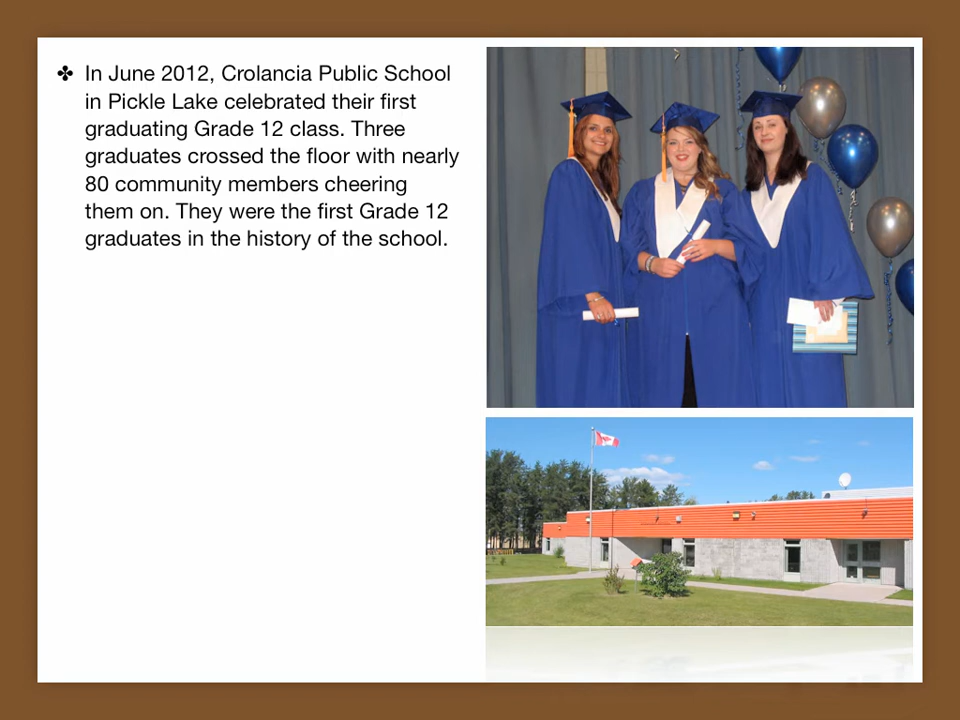 ✤ In June 2012, Crolancia Public School
in Pickle Lake celebrated their first
graduating Grade 12 class. Three
graduates crossed the floor with nearly
80 community members cheering
them on. They were the first Grade 12
graduates in the history of the school.